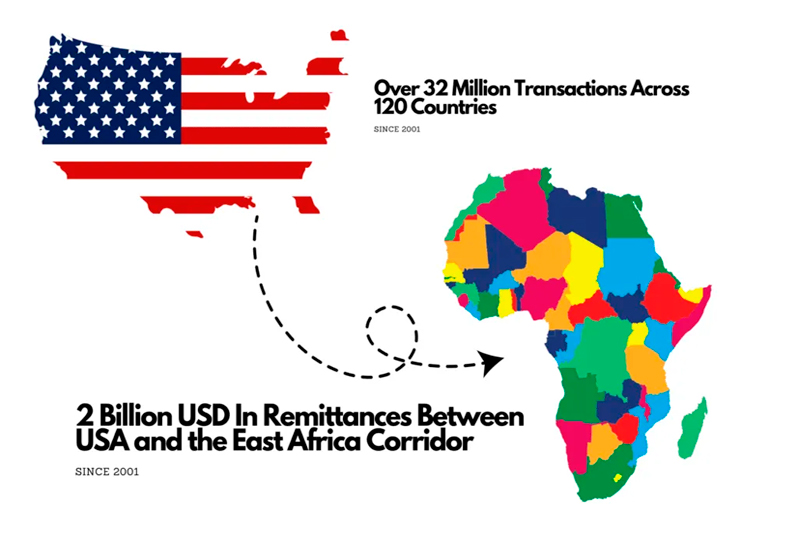 Over 32 Million Transactions Across
120 Countries
SINCE 2001
2 Billion USD In Remittances Between
USA and the East Africa Corridor
SINCE 2001